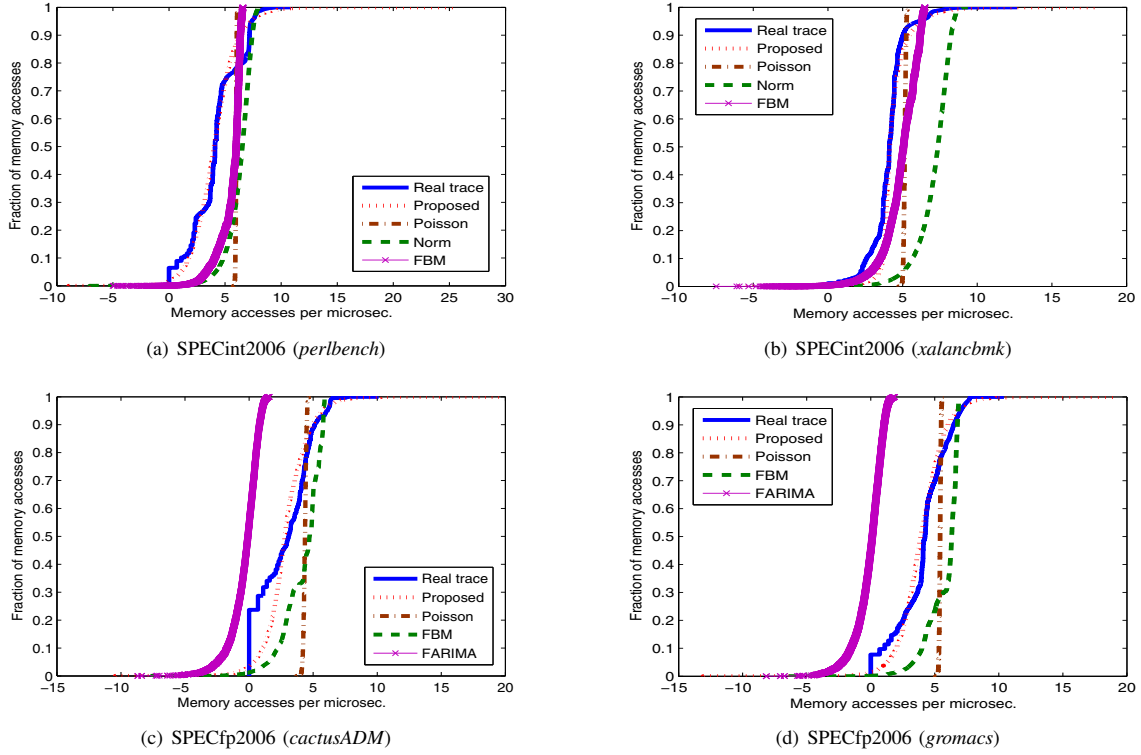 1
0.9
0.8
0.7
0.6
0.5
0.4
0.3
0.2
0.1
0
Fraction of memory accesses
−10 −5 0 5 10 15 20 25 30
Memory accesses per microsec.
Real trace
Proposed
Poisson
Norm
FBM
(a) SPECint2006 (perlbench)
1
0.9
0.8
0.7
0.6
0.5
0.4
0.3
0.2
0.1
0
Fraction of memory accesses
−10 −5 0 5 10 15 20
Memory accesses per microsec.
Real trace
Proposed
Poisson
Norm
FBM
(b) SPECint2006 (xalancbmk)
1
0.9
0.8
0.7
0.6
0.5
0.4
0.3
0.2
0.1
0
Fraction of memory accesses
−15 −10 −5 0 5 10 15 20
Memory accesses per microsec.
Real trace
Proposed
Poisson
FBM
FARIMA
(c) SPECfp2006 (cactusADM)
1
0.9
0.8
0.7
0.6
0.5
0.4
0.3
0.2
0.1
0
Fraction of memory accesses
−15 −10 −5 0 5 10 15 20
Memory accesses per microsec.
Real trace
Proposed
Poisson
FBM
FARIMA
(d) SPECfp2006 (gromacs)